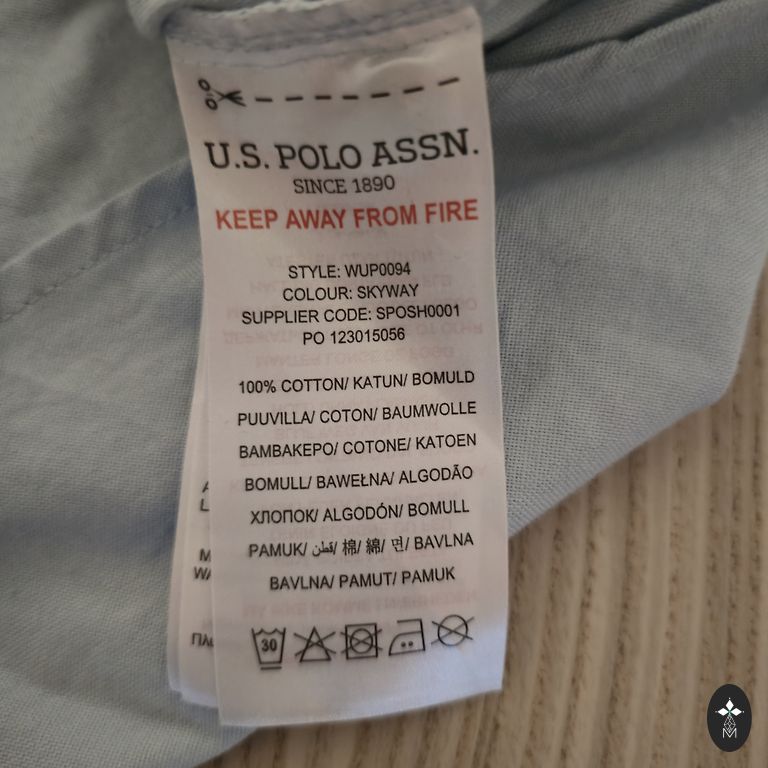 U.S. POLO ASSN.
SINCE 1890
KEEP AWAY FROM FIRE
STYLE: WUP0094
COLOUR: SKYWAY
SUPPLIER CODE: SPOSH0001
PO 123015056
100% COTTON/ KATUN/ BOMULD
PUUVILLA/ COTON/ BAUMWOLLE
BAMBAKEPO/ COTONE/ KATOEN
BOMULL/ BAWEŁNA/ ALGODÃO
ХЛОПОК/ ALGODÓN/ BOMULL
PAMUK/ قطن/ 棉/ 綿/ 면/ BAVLNA
BAVLNA/ PAMUT/ PAMUK
30